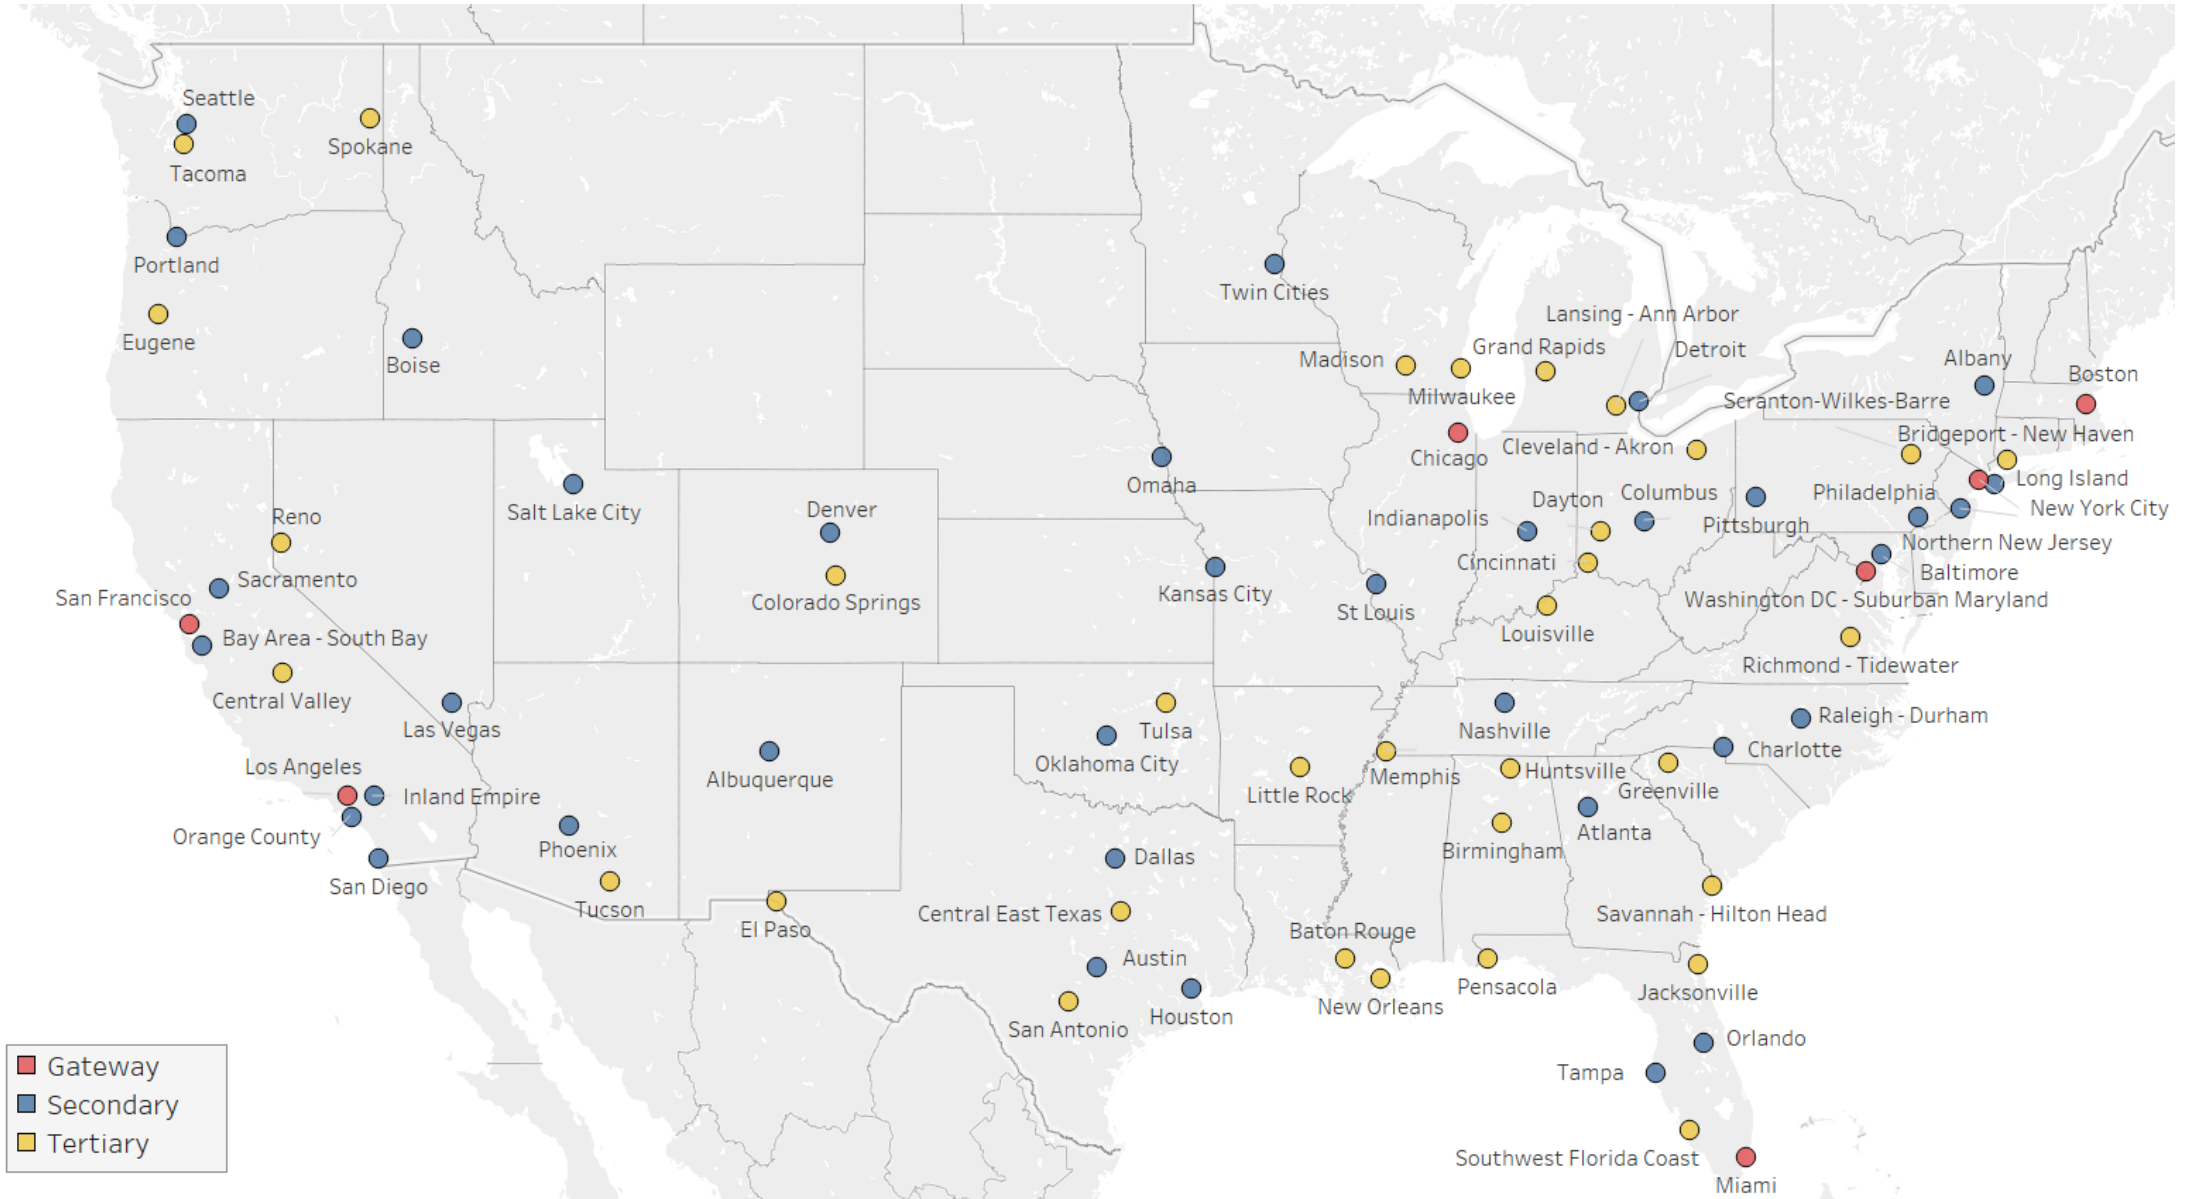 Seattle
Spokane
Tacoma
Portland
Eugene
Boise
Twin Cities
Lansing - Ann Arbor
Madison
Grand Rapids
Detroit
Milwaukee
Albany
Boston
Scranton-Wilkes-Barre
Bridgeport - New Haven
Chicago
Cleveland - Akron
Omaha
Long Island
Salt Lake City
Denver
Dayton
Columbus
Philadelphia
New York City
Reno
Indianapolis
Pittsburgh
Northern New Jersey
Sacramento
Cincinnati
Baltimore
San Francisco
Colorado Springs
Kansas City
St Louis
Washington DC - Suburban Maryland
Bay Area - South Bay
Louisville
Richmond - Tidewater
Central Valley
Las Vegas
Tulsa
Nashville
Raleigh - Durham
Los Angeles
Albuquerque
Oklahoma City
Memphis
Huntsville
Charlotte
Inland Empire
Little Rock
Greenville
Orange County
Phoenix
Atlanta
San Diego
Dallas
Birmingham
Tucson
El Paso
Central East Texas
Savannah - Hilton Head
Baton Rouge
Austin
Pensacola
Jacksonville
San Antonio
Houston
New Orleans
Orlando
Tampa
Southwest Florida Coast
Miami
Gateway
Secondary
Tertiary